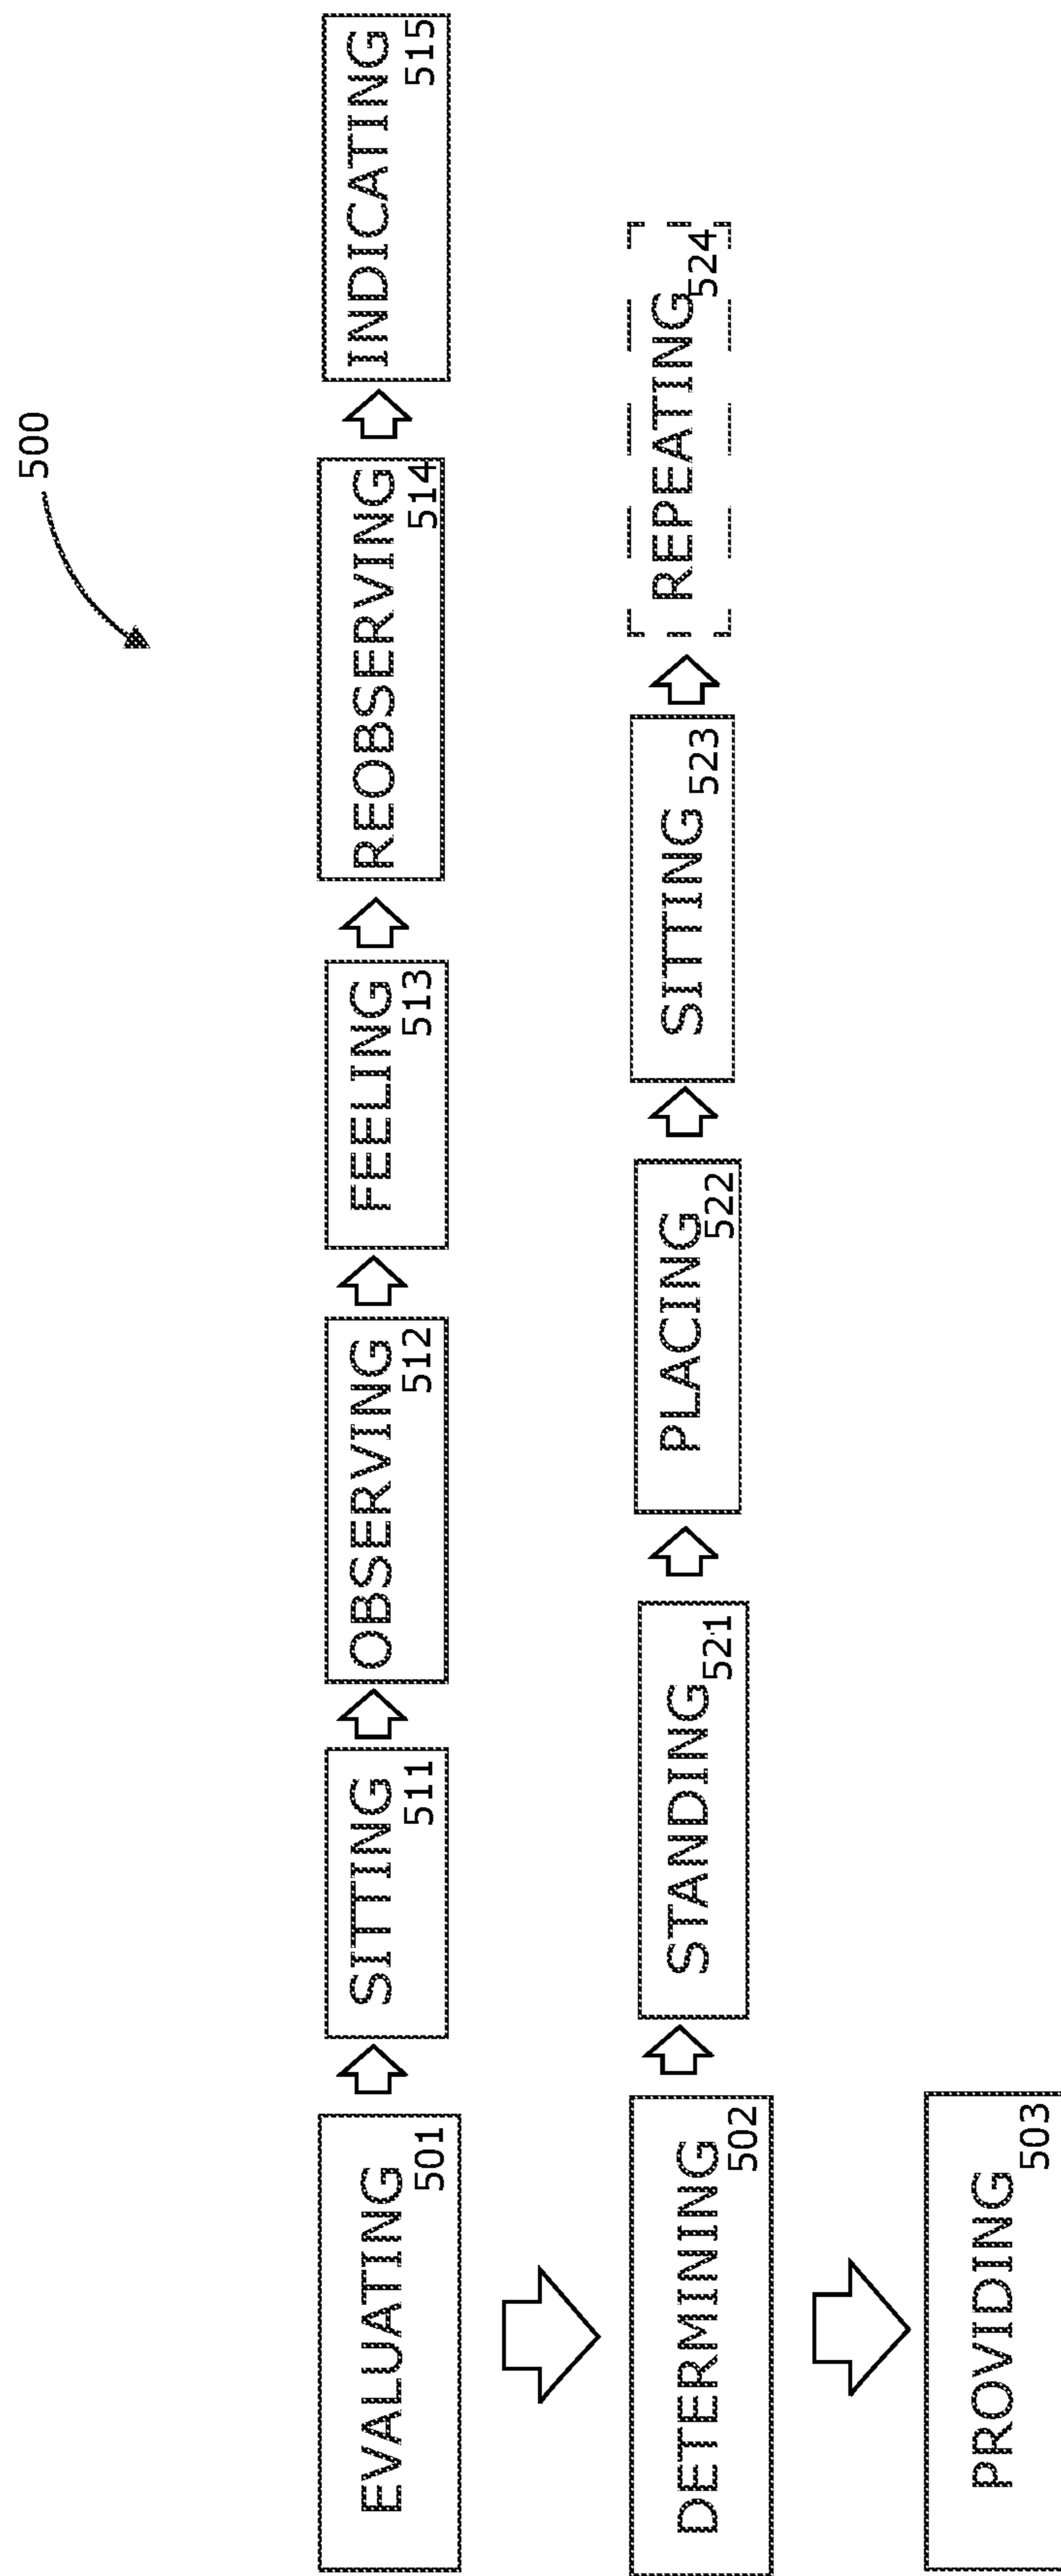 500
EVALUATING
501
SITTING
511
OBSERVING
512
FEELING
513
REOBSERVING
514
INDICATING
515
DETERMINING
502
STANDING
521
PLACING
522
SITTING
523
REPEATING
524
PROVIDING
503